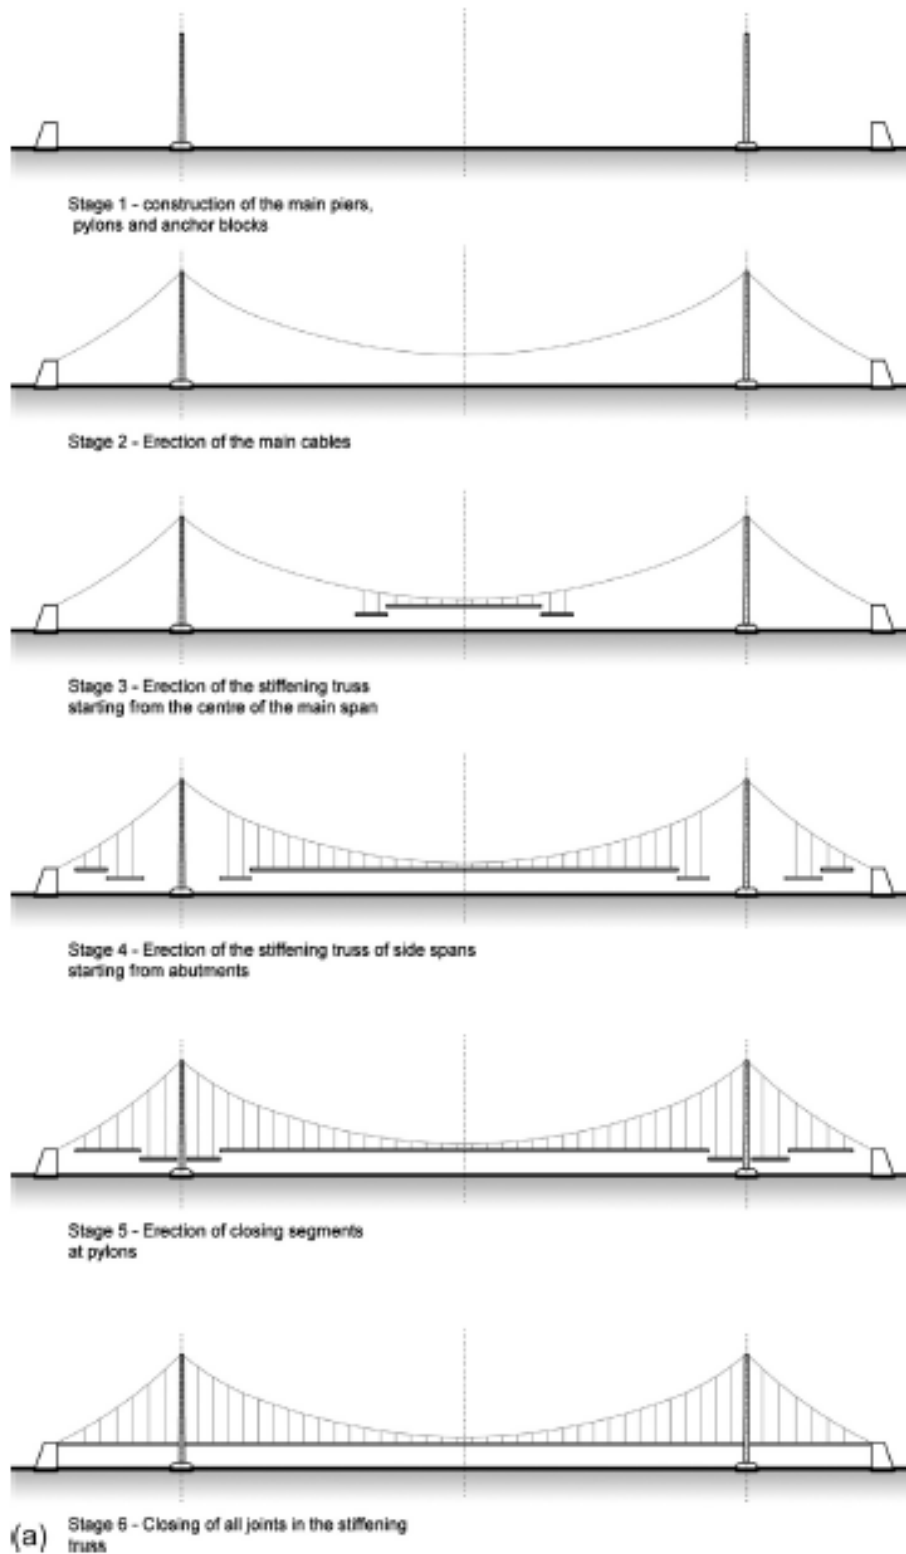 Stage 1 - construction of the main piers,
pylons and anchor blocks
Stage 2 - Erection of the main cables
Stage 3 - Erection of the stiffening truss
starting from the centre of the main span
Stage 4 - Erection of the stiffening truss of side spans
starting from abutments
Stage 5 - Erection of closing segments
at pylons
(a) Stage 6 - Closing of all joints in the stiffening
truss